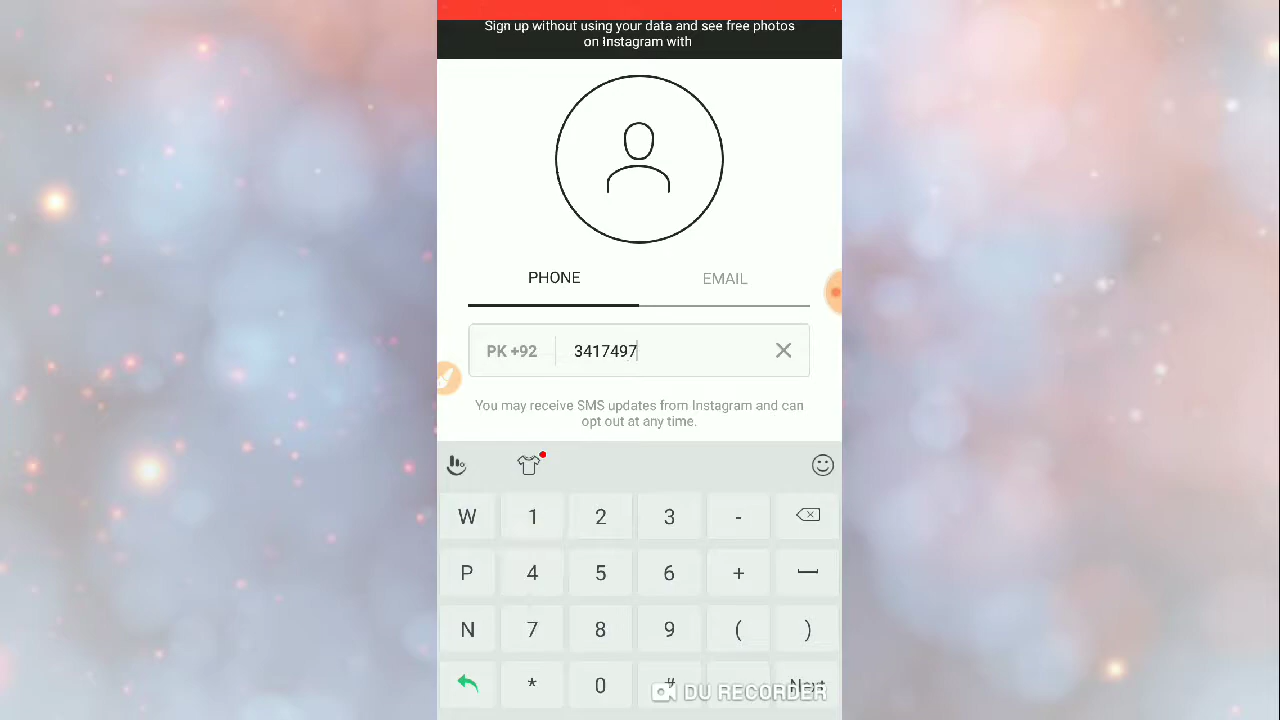 Sign up without using your data and see free photos
on Instagram with
PHONE
EMAIL
PK +92 3417497
You may receive SMS updates from Instagram and can
opt out at any time.
W 1 2 3 -
P 4 5 6 +
N 7 8 9 ( )
* 0 # Next
DU RECORDER